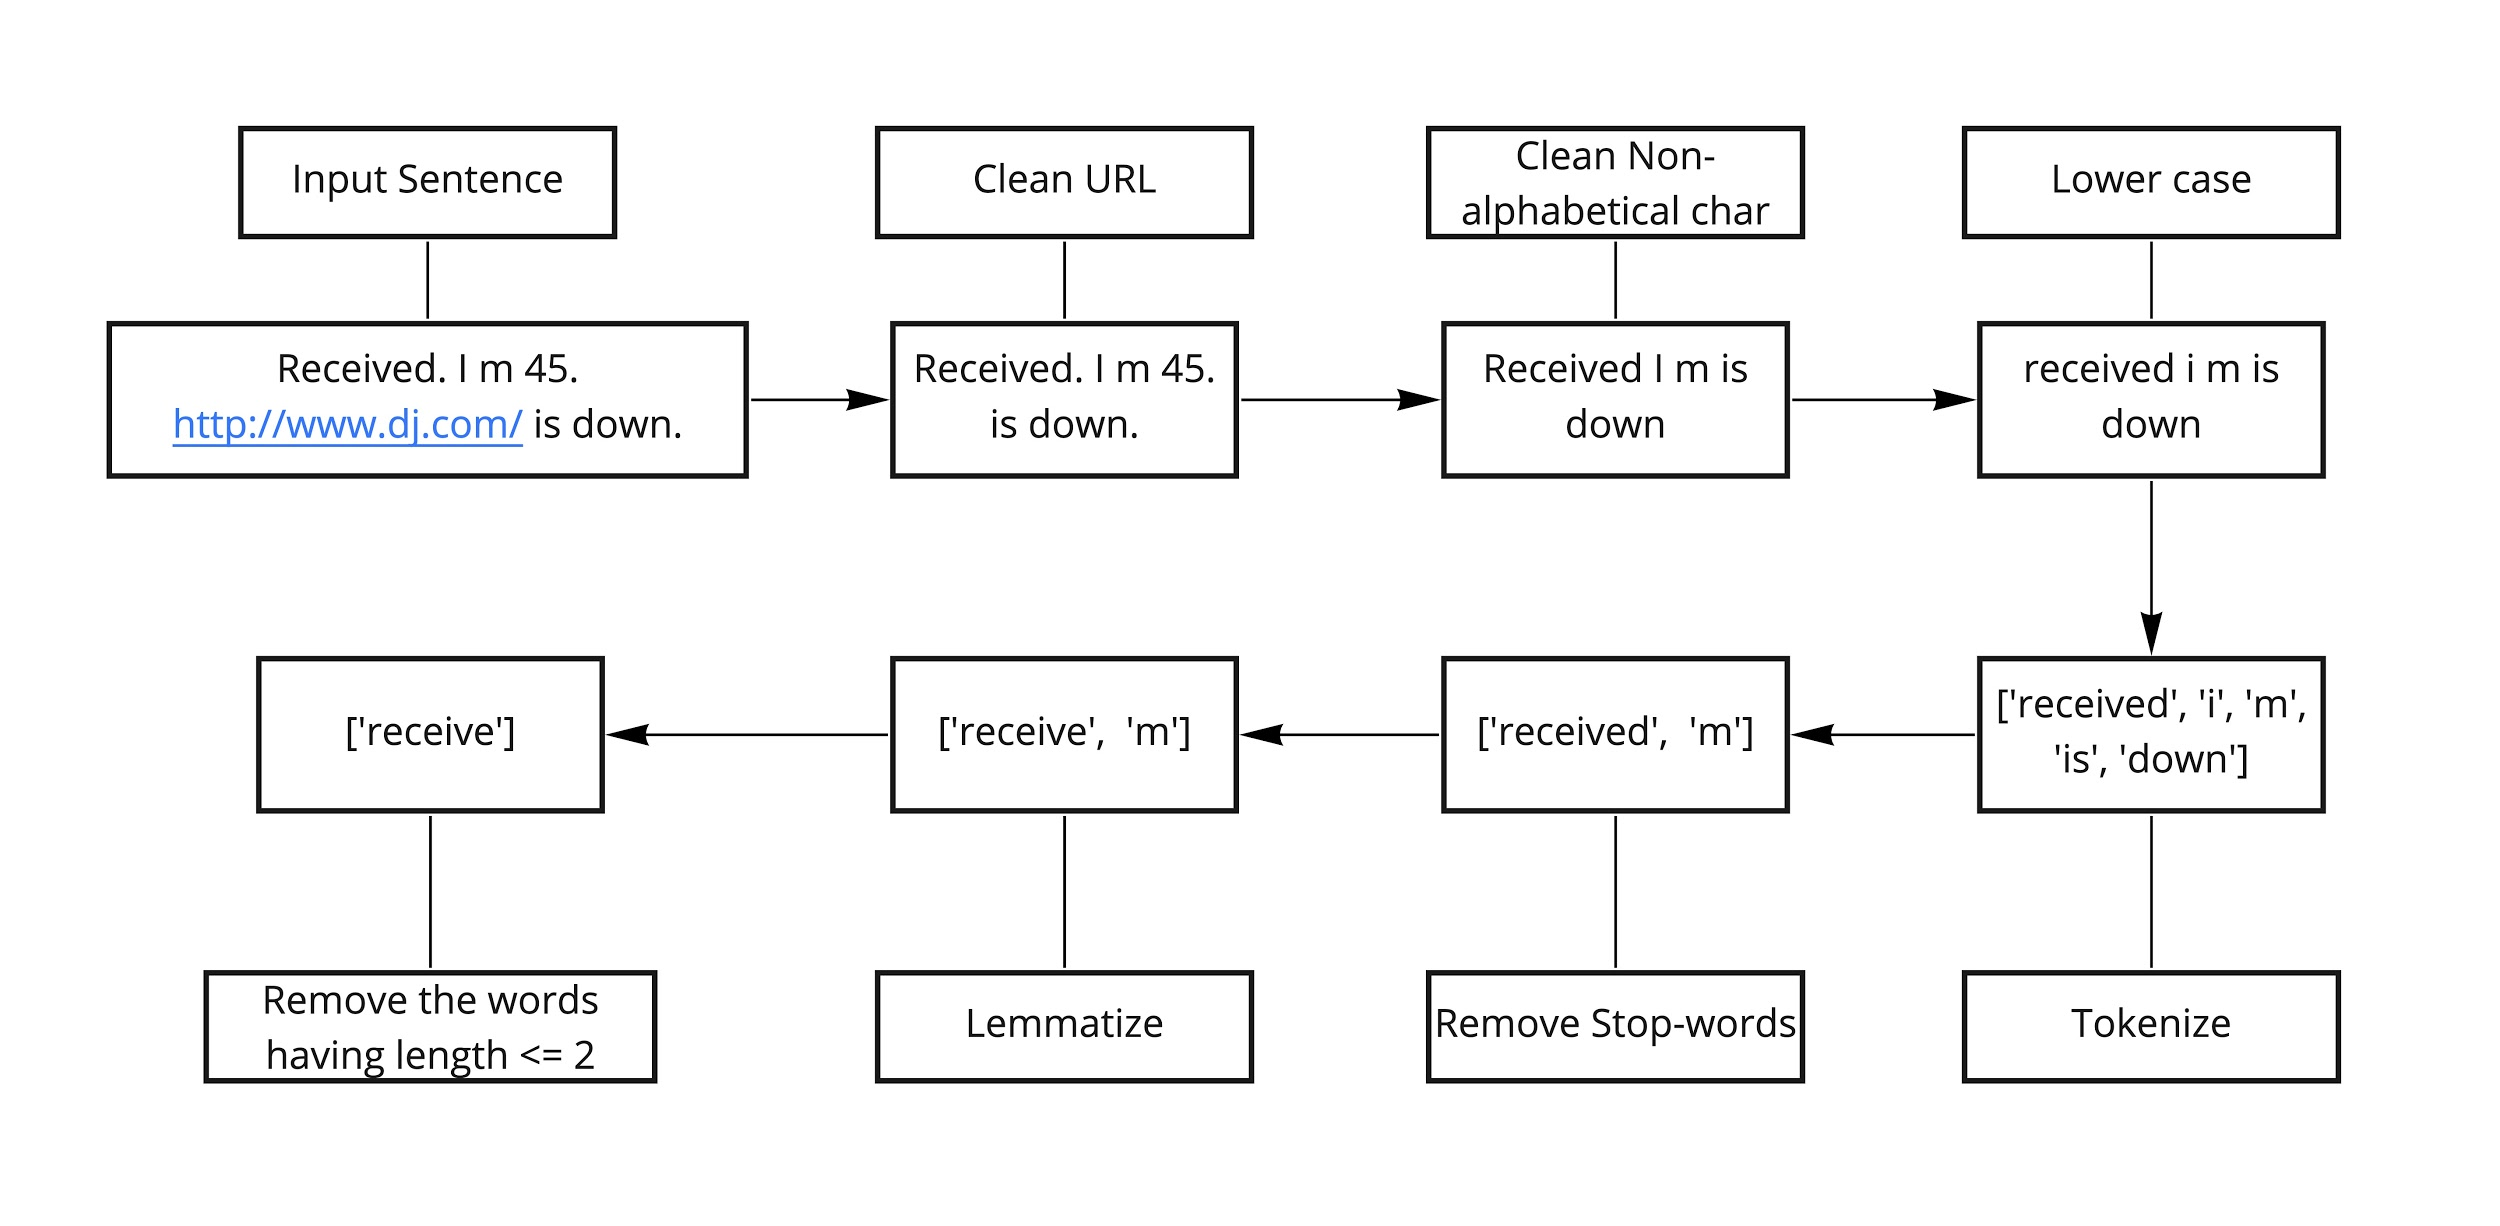 Input Sentence
Clean URL
Clean Non-
alphabetical char
Lower case
Received. I m 45.
http://www.dj.com/ is down.
Received. I m 45.
is down.
Received I m is
down
received i m is
down
['receive']
['receive',  'm']
['received',  'm']
['received', 'i', 'm',
'is', 'down']
Remove the words
having length <= 2
Lemmatize
Remove Stop-words
Tokenize